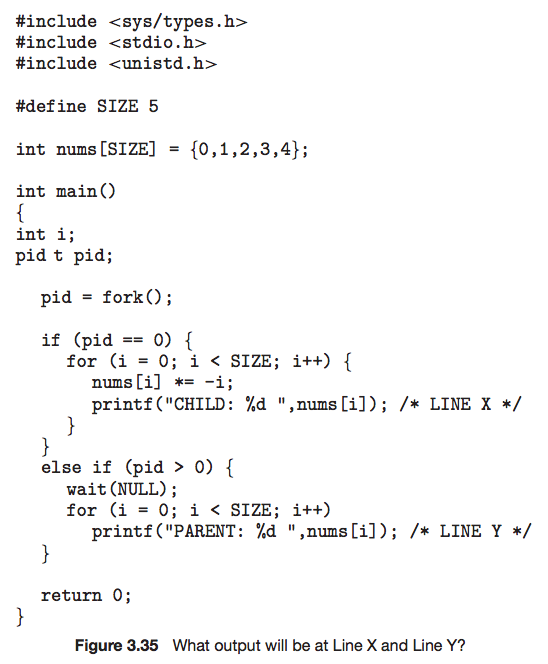 #include <sys/types.h>
#include <stdio.h>
#include <unistd.h>
#define SIZE 5
int nums[SIZE] = {0,1,2,3,4};
int main()
{
int i;
pid t pid;
pid = fork();
if (pid == 0) {
for (i = 0; i < SIZE; i++) {
nums[i] *= -i;
printf("CHILD: %d ",nums[i]); /* LINE X */
}
}
else if (pid > 0) {
wait(NULL);
for (i = 0; i < SIZE; i++)
printf("PARENT: %d ",nums[i]); /* LINE Y */
}
return 0;
}
Figure 3.35 What output will be at Line X and Line Y?